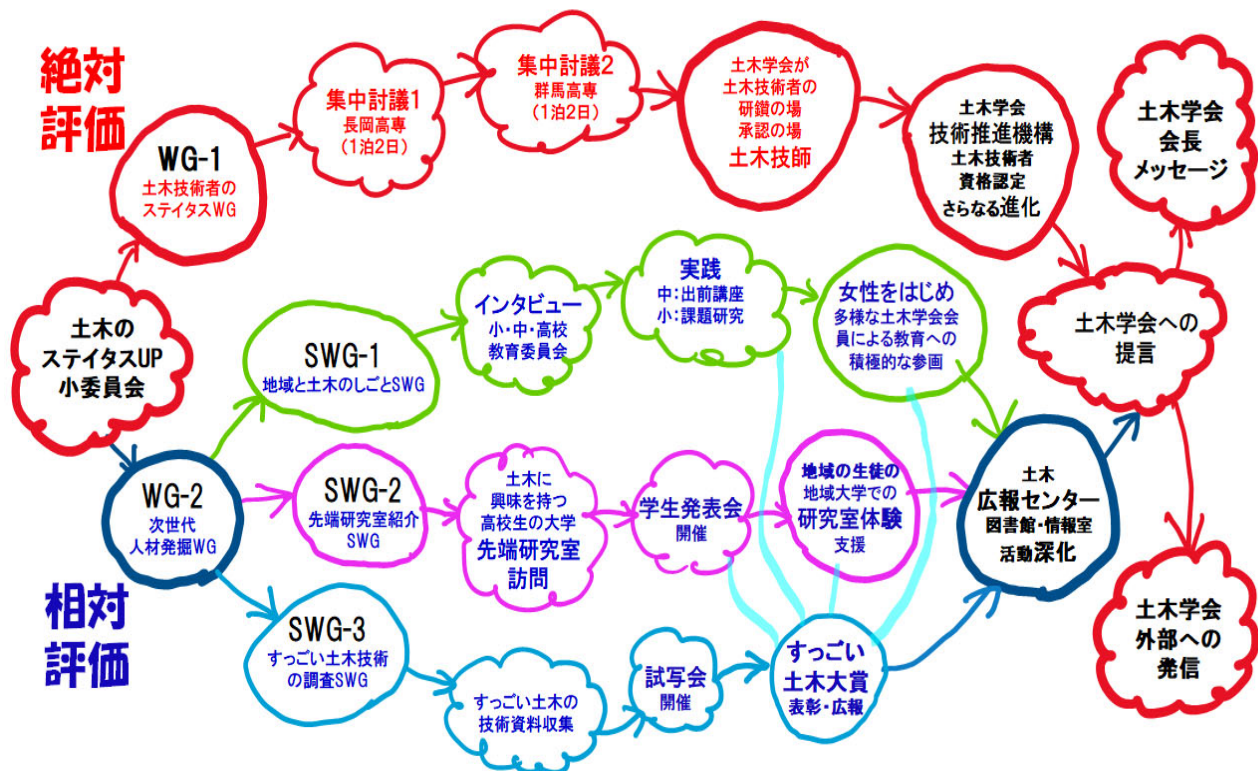 絶対
評価
WG-1
土木技術者の
ステイタスWG
集中討議1
長岡高専
(1泊2日)
集中討議2
群馬高専
(1泊2日)
土木学会が
土木技術者の
研鑽の場
承認の場
土木技師
土木学会
技術推進機構
土木技術者
資格認定
さらなる進化
土木学会
会長
メッセージ
土木の
ステイタスUP
小委員会
SWG-1
地域と土木のしごとSWG
インタビュー
小・中・高校
教育委員会
実践
中:出前講座
小:課題研究
女性をはじめ
多様な土木学会会
員による教育への
積極的な参画
土木学会への
提言
WG-2
次世代
人材発掘WG
SWG-2
先端研究室紹介
SWG
土木に
興味を持つ
高校生の大学
先端研究室
訪問
学生発表会
開催
地域の生徒の
地域大学での
研究室体験
支援
土木
広報センター
図書館・情報室
活動深化
相対
評価
SWG-3
すっごい土木技術
の調査SWG
すっごい土木の
技術資料収集
試写会
開催
すっごい
土木大賞
表彰・広報
土木学会
外部への
発信